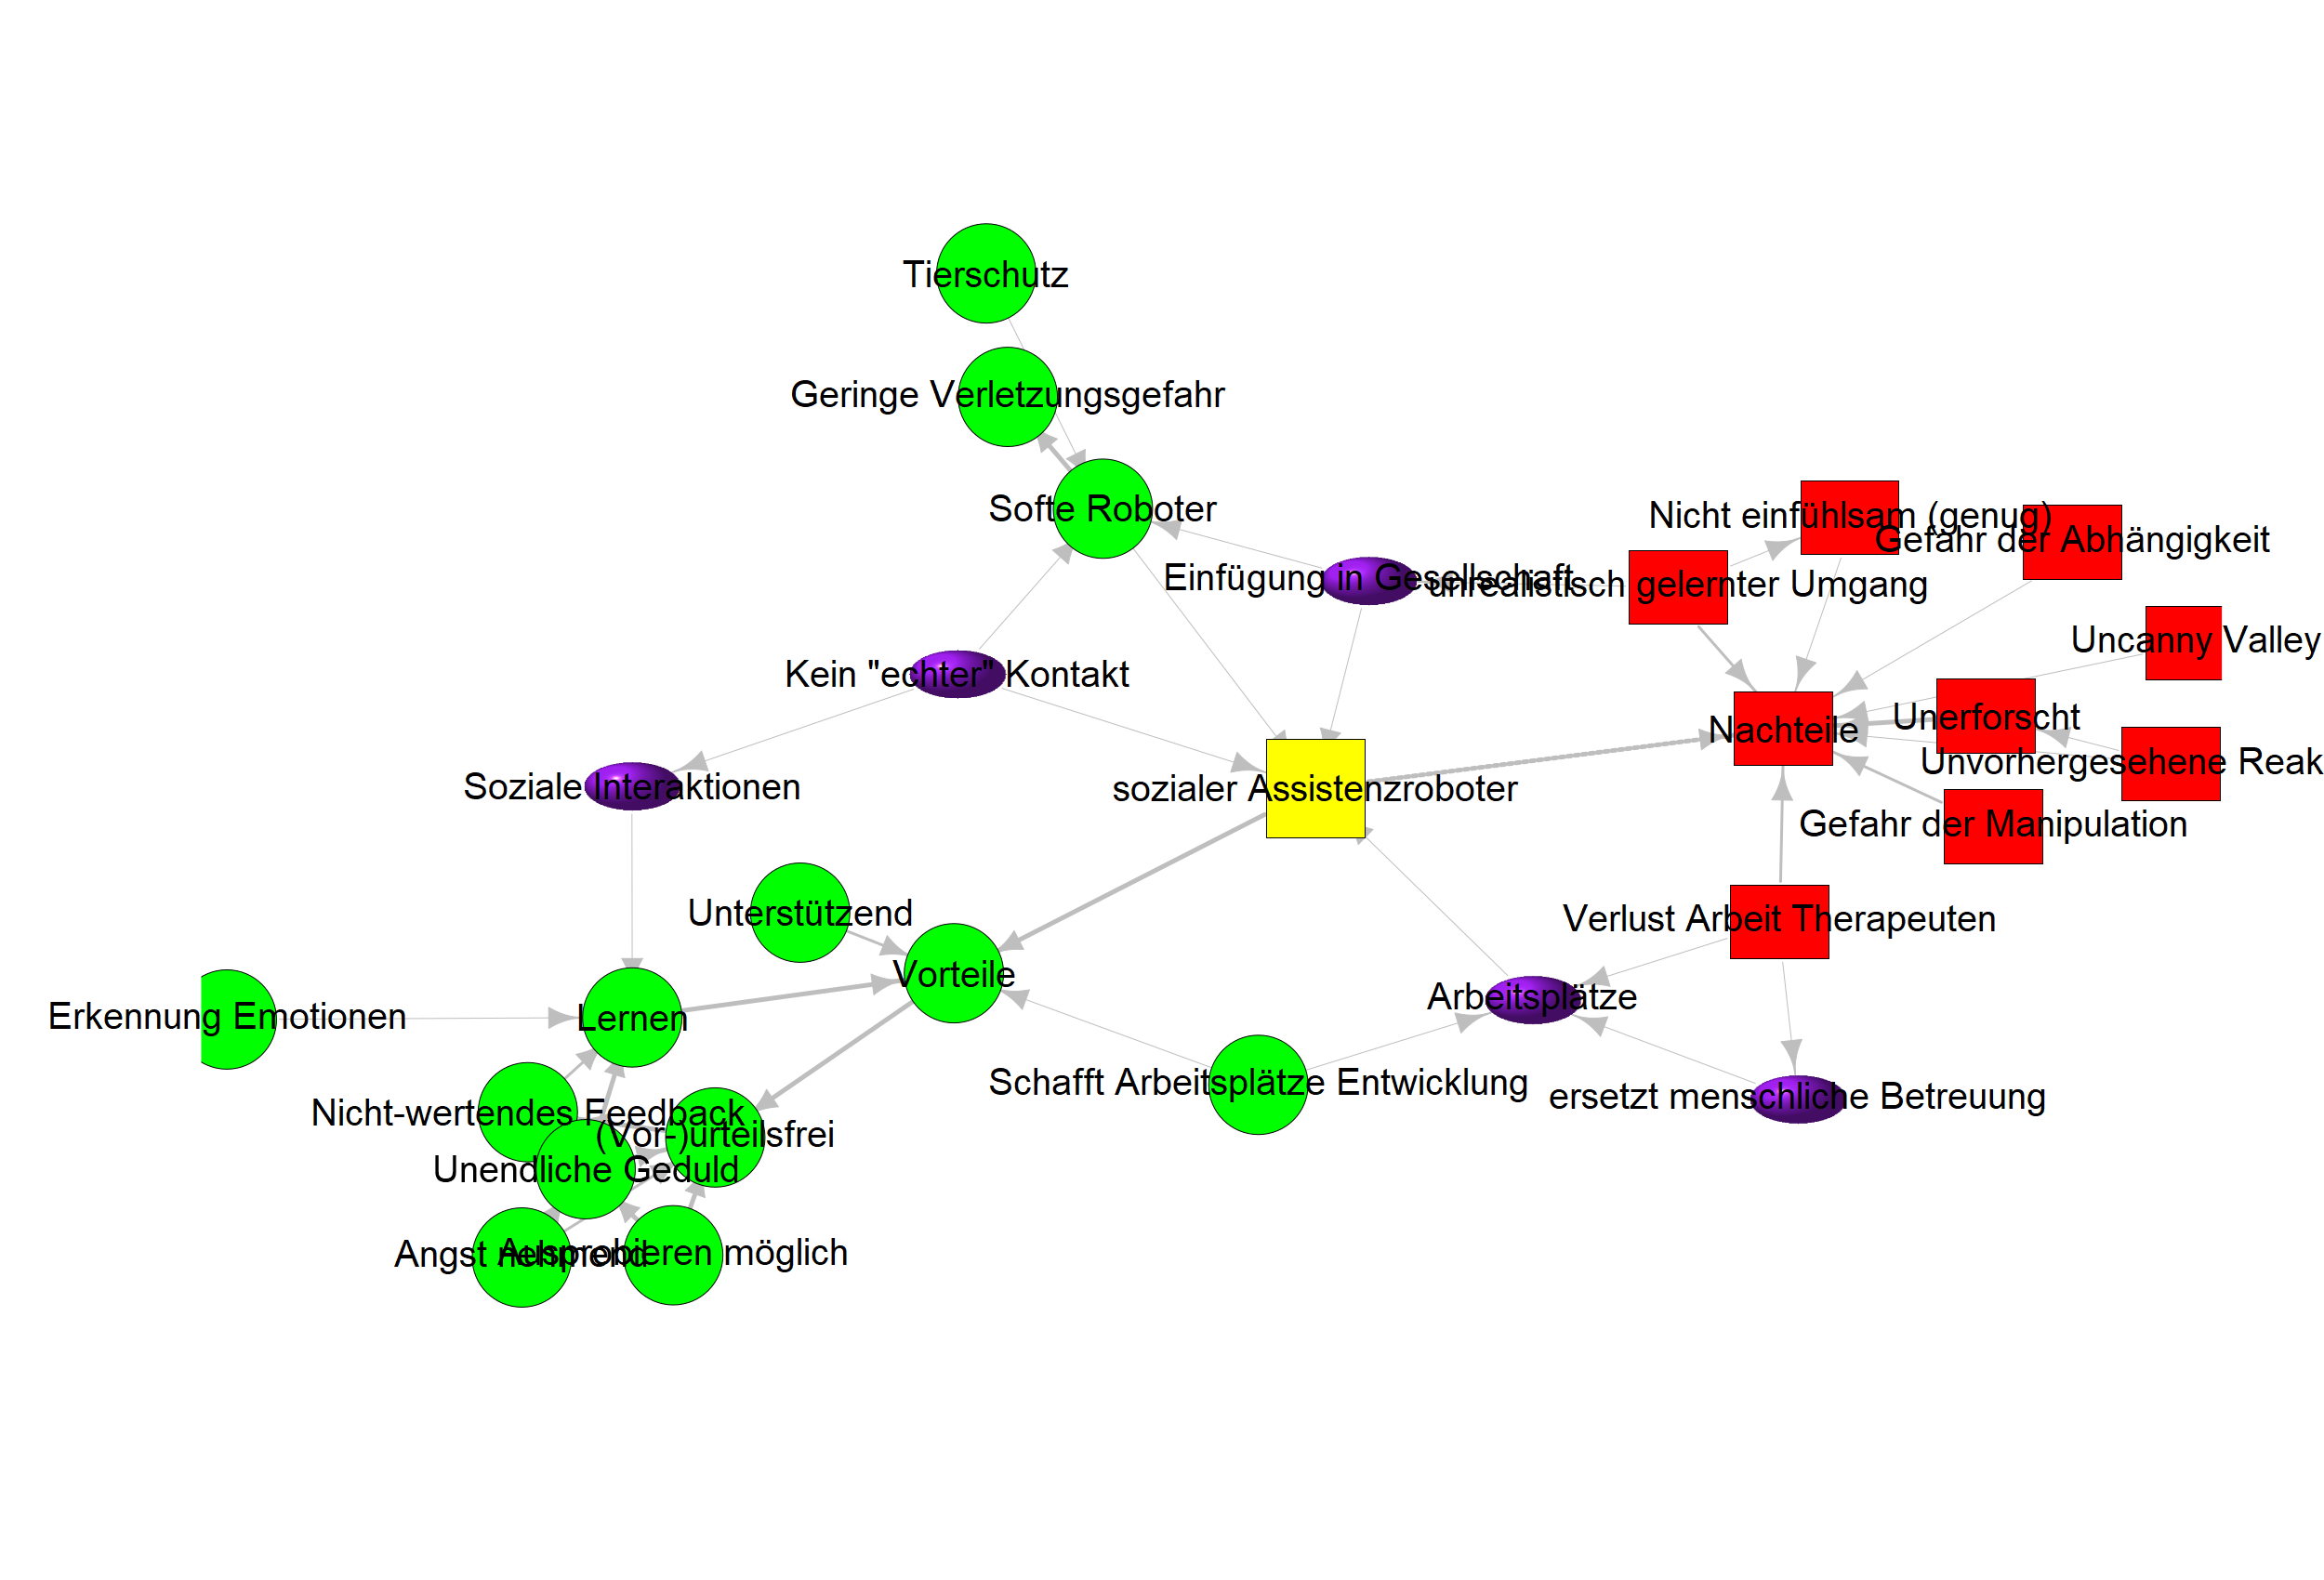 Tierschutz
Geringe Verletzungsgefahr
Softe Roboter
Nicht einfühlsam (genug)
Gefahr der Abhängigkeit
Einfügung in Gesellschaft
unrealistisch gelernter Umgang
Uncanny Valley
Kein "echter" Kontakt
Unerforscht
Nachteile
Unvorhergesehene Reak
Soziale Interaktionen
sozialer Assistenzroboter
Gefahr der Manipulation
Unterstützend
Verlust Arbeit Therapeuten
Vorteile
Arbeitsplätze
Erkennung Emotionen
Lernen
Schafft Arbeitsplätze Entwicklung
ersetzt menschliche Betreuung
Nicht-wertendes Feedback
(Vor-)urteilsfrei
Unendliche Geduld
Angst nehmend
Ausprobieren möglich